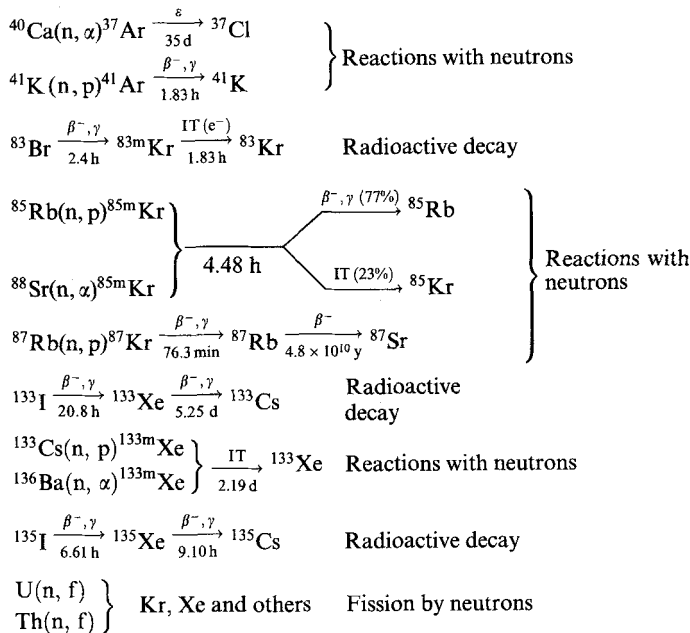 ⁴⁰Ca(n, α)³⁷Ar —ε / 35 d→ ³⁷Cl
⁴¹K (n, p)⁴¹Ar —β⁻, γ / 1.83 h→ ⁴¹K
Reactions with neutrons
⁸³Br —β⁻, γ / 2.4 h→ ⁸³ᵐKr —IT (e⁻) / 1.83 h→ ⁸³Kr Radioactive decay
⁸⁵Rb(n, p)⁸⁵ᵐKr
⁸⁸Sr(n, α)⁸⁵ᵐKr
4.48 h
β⁻, γ (77%) → ⁸⁵Rb
IT (23%) → ⁸⁵Kr
⁸⁷Rb(n, p)⁸⁷Kr —β⁻, γ / 76.3 min→ ⁸⁷Rb —β⁻ / 4.8 × 10¹⁰ y→ ⁸⁷Sr
Reactions with
neutrons
¹³³I —β⁻, γ / 20.8 h→ ¹³³Xe —β⁻, γ / 5.25 d→ ¹³³Cs Radioactive
decay
¹³³Cs(n, p)¹³³ᵐXe
¹³⁶Ba(n, α)¹³³ᵐXe
—IT / 2.19 d→ ¹³³Xe Reactions with neutrons
¹³⁵I —β⁻, γ / 6.61 h→ ¹³⁵Xe —β⁻, γ / 9.10 h→ ¹³⁵Cs Radioactive decay
U(n, f)
Th(n, f)
Kr, Xe and others Fission by neutrons